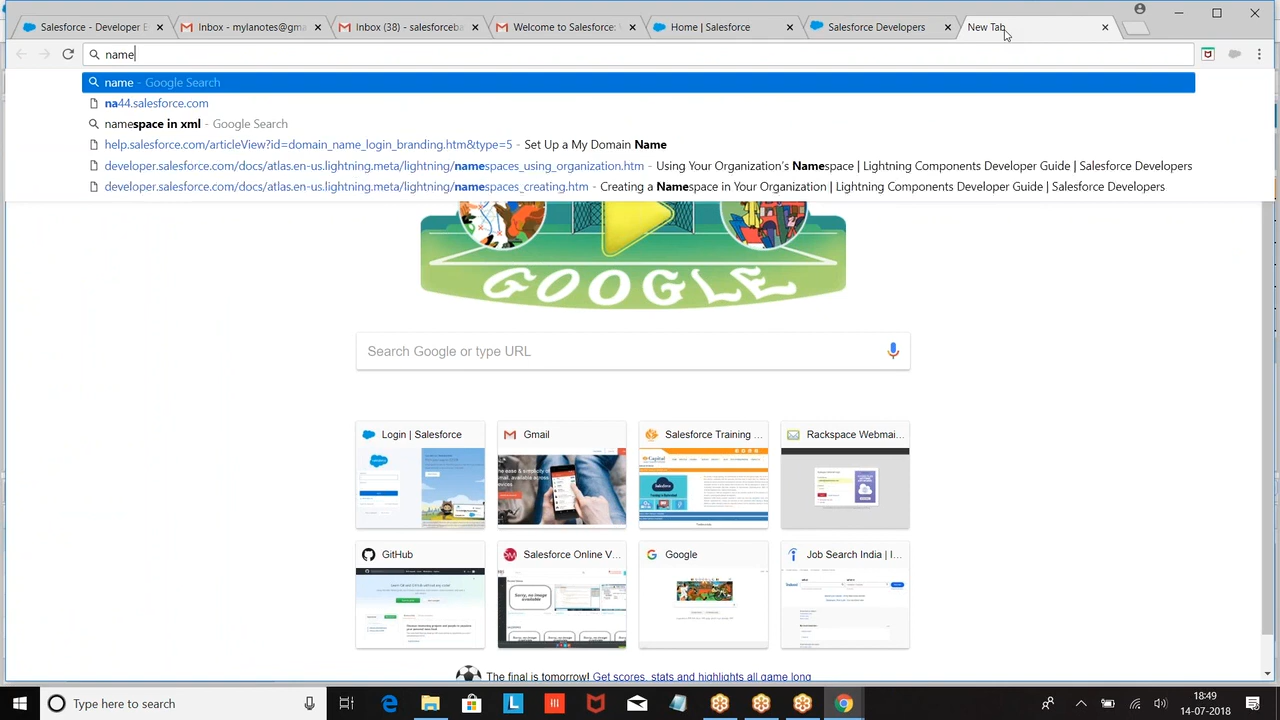 Salesforce - Developer E
Inbox - mylanotes@gma
Inbox (38) - salesforceba
Welcome to Salesforce: V
Home | Salesforce
Salesforce Developers
New Tab
name
name - Google Search
na44.salesforce.com
namespace in xml - Google Search
help.salesforce.com/articleView?id=domain_name_login_branding.htm&type=5 - Set Up a My Domain Name
developer.salesforce.com/docs/atlas.en-us.lightning.meta/lightning/namespaces_using_organization.htm - Using Your Organization's Namespace | Lightning Components Developer Guide | Salesforce Developers
developer.salesforce.com/docs/atlas.en-us.lightning.meta/lightning/namespaces_creating.htm - Creating a Namespace in Your Organization | Lightning Components Developer Guide | Salesforce Developers
GOOGLE
Search Google or type URL
Login | Salesforce
Gmail
Salesforce Training ...
Rackspace Webmai...
GitHub
Salesforce Online V...
Google
Job Search India | I...
The final is tomorrow! Get scores, stats and highlights all game long
Type here to search
18:49
14-07-2018